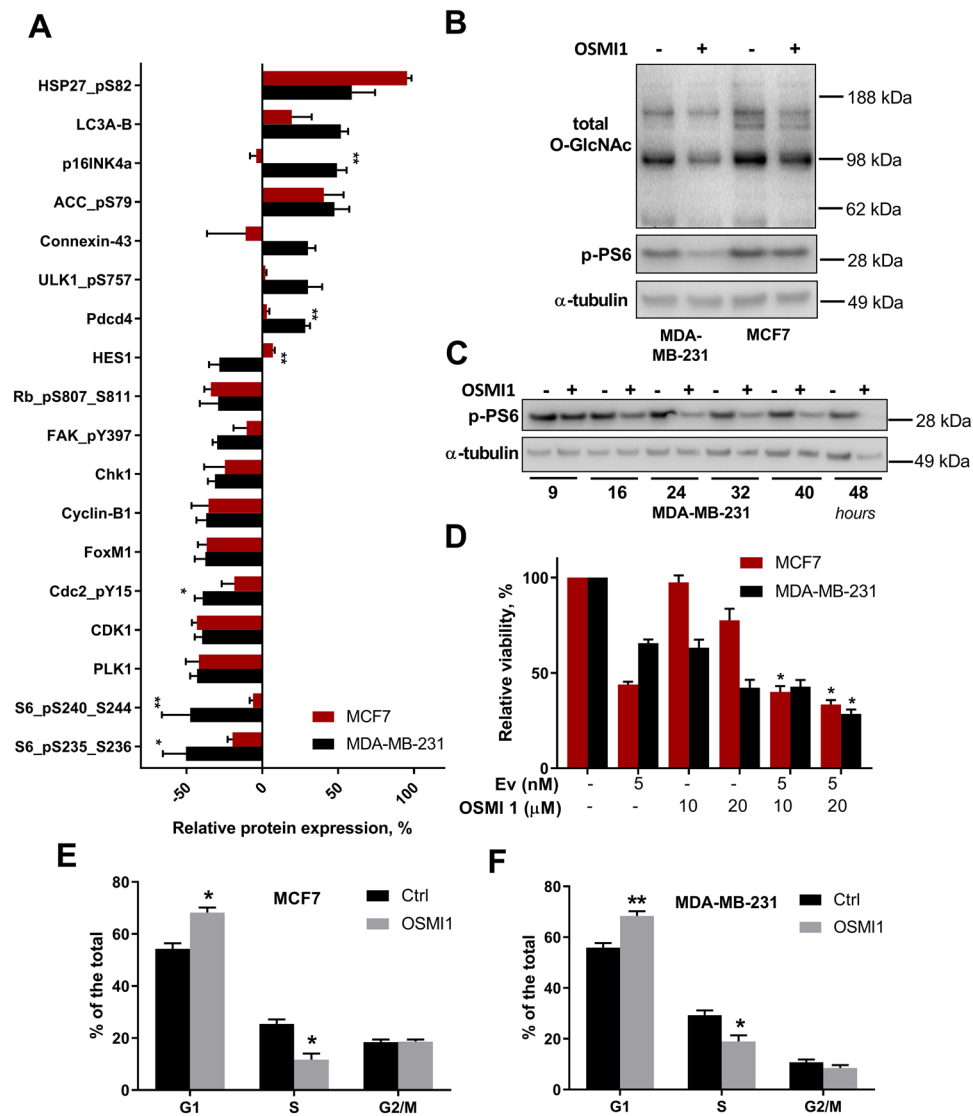 A
HSP27_pS82
LC3A-B
p16INK4a
**
ACC_pS79
Connexin-43
ULK1_pS757
Pdcd4
**
HES1
**
Rb_pS807_S811
FAK_pY397
Chk1
Cyclin-B1
FoxM1
Cdc2_pY15
*
CDK1
PLK1
S6_pS240_S244
**
MCF7
S6_pS235_S236
*
MDA-MB-231
-50 0 50 100
Relative protein expression, %
B
OSMI1 - + - +
188 kDa
total
O-GlcNAc
98 kDa
62 kDa
p-PS6
28 kDa
α-tubulin
49 kDa
MDA-
MB-231
MCF7
C
OSMI1 - + - + - + - + - + - +
p-PS6
28 kDa
α-tubulin
49 kDa
9 16 24 32 40 48
MDA-MB-231
hours
D
MCF7
MDA-MB-231
100
50
0
Relative viability, %
* * *
Ev (nM) - 5 - - 5 5
OSMI 1 (μM) - - 10 20 10 20
E
MCF7
Ctrl
OSMI1
80
60
40
20
0
% of the total
*
*
G1 S G2/M
F
MDA-MB-231
Ctrl
OSMI1
80
60
40
20
0
% of the total
**
*
G1 S G2/M